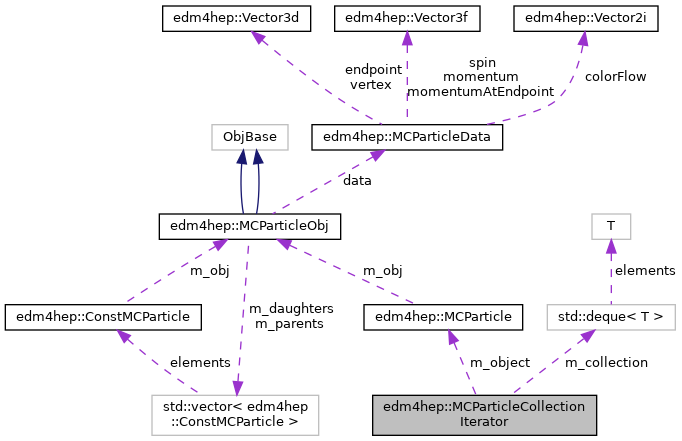 edm4hep::Vector3d
edm4hep::Vector3f
edm4hep::Vector2i
endpoint
vertex
spin
momentum
momentumAtEndpoint
colorFlow
ObjBase
edm4hep::MCParticleData
data
edm4hep::MCParticleObj
T
m_obj
m_daughters
m_parents
m_obj
elements
edm4hep::ConstMCParticle
edm4hep::MCParticle
std::deque< T >
elements
m_object
m_collection
std::vector< edm4hep
::ConstMCParticle >
edm4hep::MCParticleCollection
Iterator